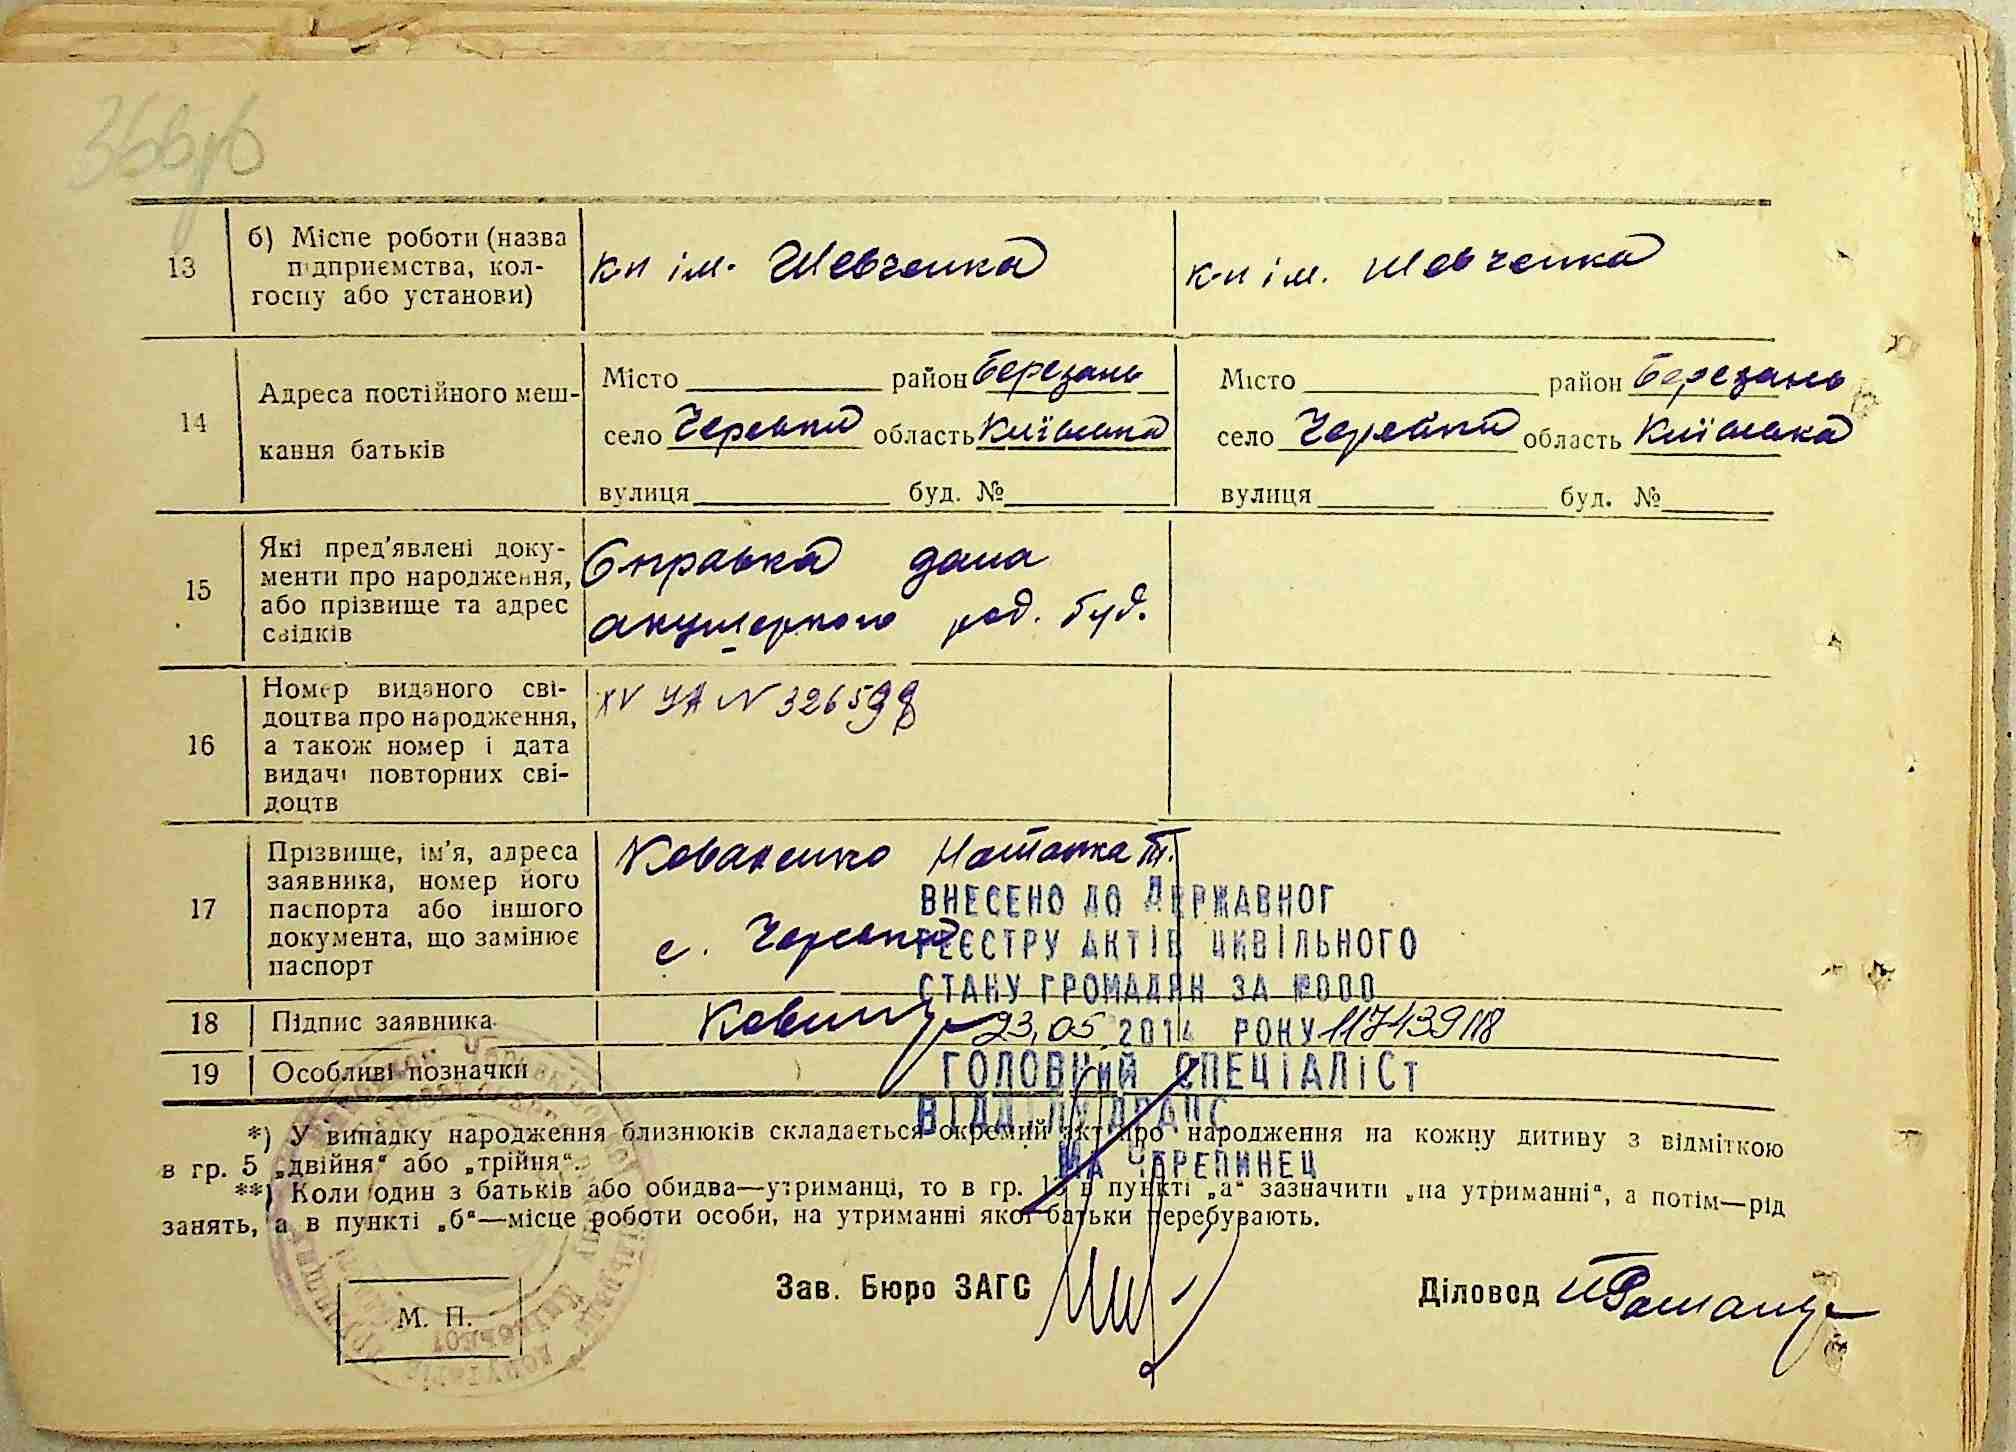 368
13
б) Місце роботи (назва
підприємства, кол-
госпу або установи)
к-п ім. Шевченка
к-п ім. Шевченка
14
Адреса постійного меш-
кання батьків
Місто район Березань
село область Київська
вулиця буд. №
Місто район Березань
село область Київська
вулиця буд. №
15
Які пред'явлені доку-
менти про народження,
або прізвище та адрес
свідків
Справка дана
акушеркою род. буд.
16
Номер виданого сві-
доцтва про народження,
а також номер і дата
видачі повторних сві-
доцтв
XV УА N 326598
17
Прізвище, ім'я, адреса
заявника, номер його
паспорта або іншого
документа, що замінює
паспорт
Коваленко Наталка Т.
с.
ВНЕСЕНО ДО ДЕРЖАВНОГ
РЕЄСТРУ АКТІВ ЦИВІЛЬНОГО
СТАНУ ГРОМАДЯН ЗА №000
23.05.2014 РОКУ 117439118
ГОЛОВНИЙ СПЕЦІАЛІСТ
ВІДДІЛУ ДРАЦС
ЧЕРЕПИНЕЦ
18
Підпис заявника
19
Особливі позначки
*) У випадку народження близнюків складається окремий акт про народження на кожну дитину з відміткою
в гр. 5 „двійня“ або „трійня“.
**) Коли один з батьків або обидва—утриманці, то в гр. 13 в пункті „а“ зазначити „на утриманні“, а потім—рід
занять, а в пункті „б“—місце роботи особи, на утриманні якої батьки перебувають.
М. П.
Зав. Бюро ЗАГС
Діловод